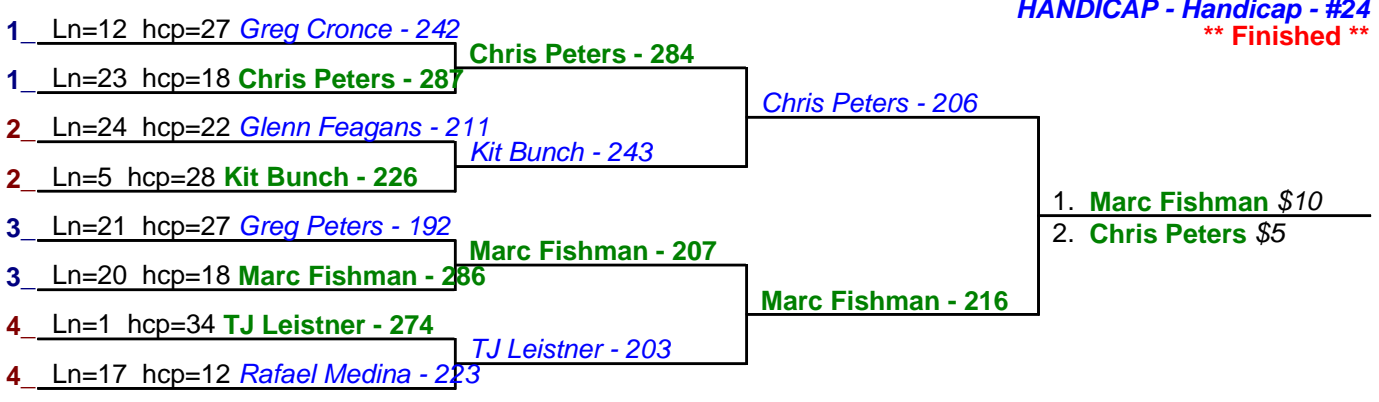 HANDICAP - Handicap - #24
** Finished **
1_ Ln=12 hcp=27 Greg Cronce - 242
Chris Peters - 284
1_ Ln=23 hcp=18 Chris Peters - 287
Chris Peters - 206
2_ Ln=24 hcp=22 Glenn Feagans - 211
Kit Bunch - 243
2_ Ln=5 hcp=28 Kit Bunch - 226
1. Marc Fishman $10
2. Chris Peters $5
3_ Ln=21 hcp=27 Greg Peters - 192
Marc Fishman - 207
3_ Ln=20 hcp=18 Marc Fishman - 286
Marc Fishman - 216
4_ Ln=1 hcp=34 TJ Leistner - 274
TJ Leistner - 203
4_ Ln=17 hcp=12 Rafael Medina - 223